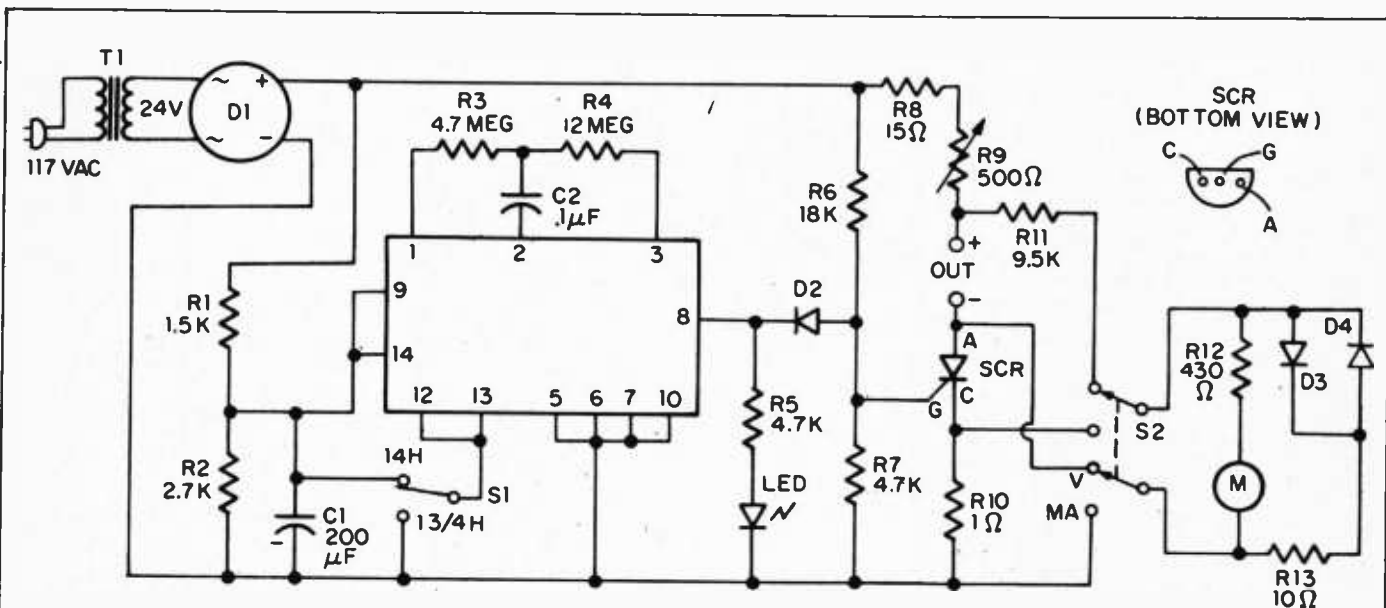 T1
24V
~
+
D1
~
-
117 VAC
R3
4.7 MEG
R4
12 MEG
C2
.1µF
1
2
3
9
14
8
12
13
5
6
7
10
R1
1.5K
R2
2.7K
C1
200
µF
-
14H
S1
13/4H
R5
4.7K
LED
D2
R6
18K
R7
4.7K
R8
15Ω
R9
500Ω
+
OUT
-
R11
9.5K
A
SCR
G
C
R10
1Ω
V
MA
S2
R12
430
Ω
M
D3
D4
R13
10Ω
SCR
(BOTTOM VIEW)
C
G
A